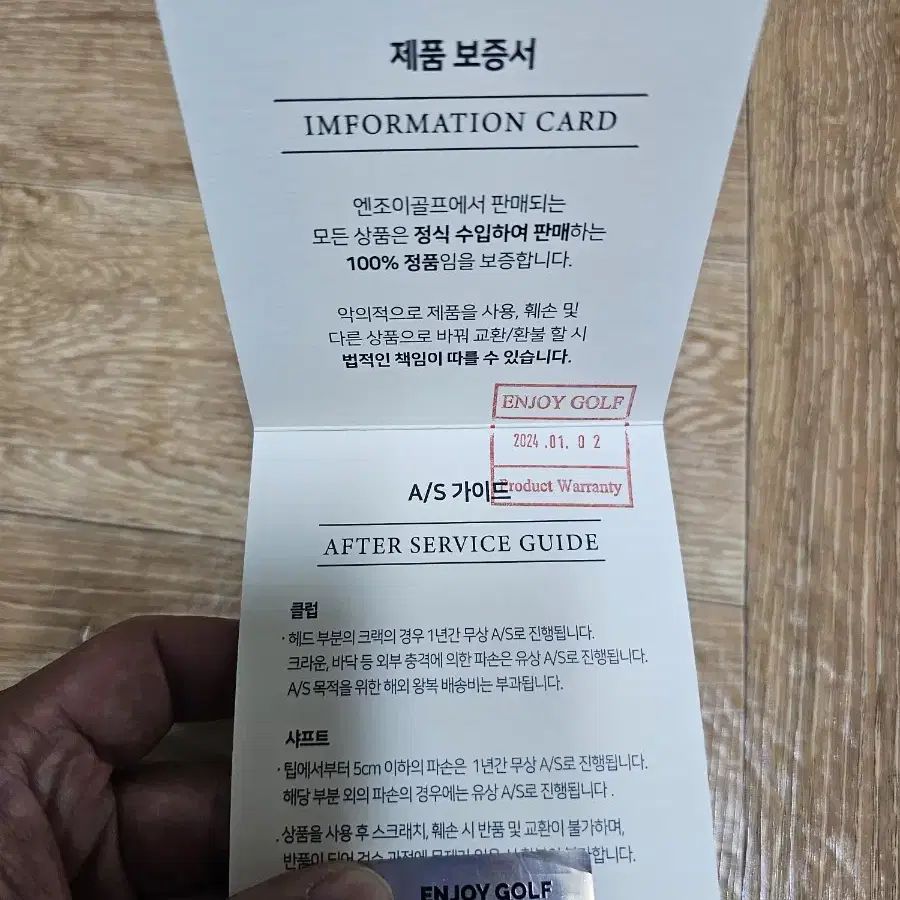 제품 보증서
IMFORMATION CARD
엔조이골프에서 판매되는
모든 상품은 정식 수입하여 판매하는
100% 정품임을 보증합니다.
악의적으로 제품을 사용, 훼손 및
다른 상품으로 바꿔 교환/환불 할 시
법적인 책임이 따를 수 있습니다.
ENJOY GOLF
2024.01.02
Product Warranty
A/S 가이드
AFTER SERVICE GUIDE
클럽
· 헤드 부분의 크랙의 경우 1년간 무상 A/S로 진행됩니다.
크라운, 바닥 등 외부 충격에 의한 파손은 유상 A/S로 진행됩니다.
A/S 목적을 위한 해외 왕복 배송비는 부과됩니다.
샤프트
· 팁에서부터 5cm 이하의 파손은 1년간 무상 A/S로 진행됩니다.
해당 부분 외의 파손의 경우에는 유상 A/S로 진행됩니다 .
. 상품을 사용 후 스크래치, 훼손 시 반품 및 교환이 불가하며,
반품이 되어 검수 과정에
ENJOY GOLF